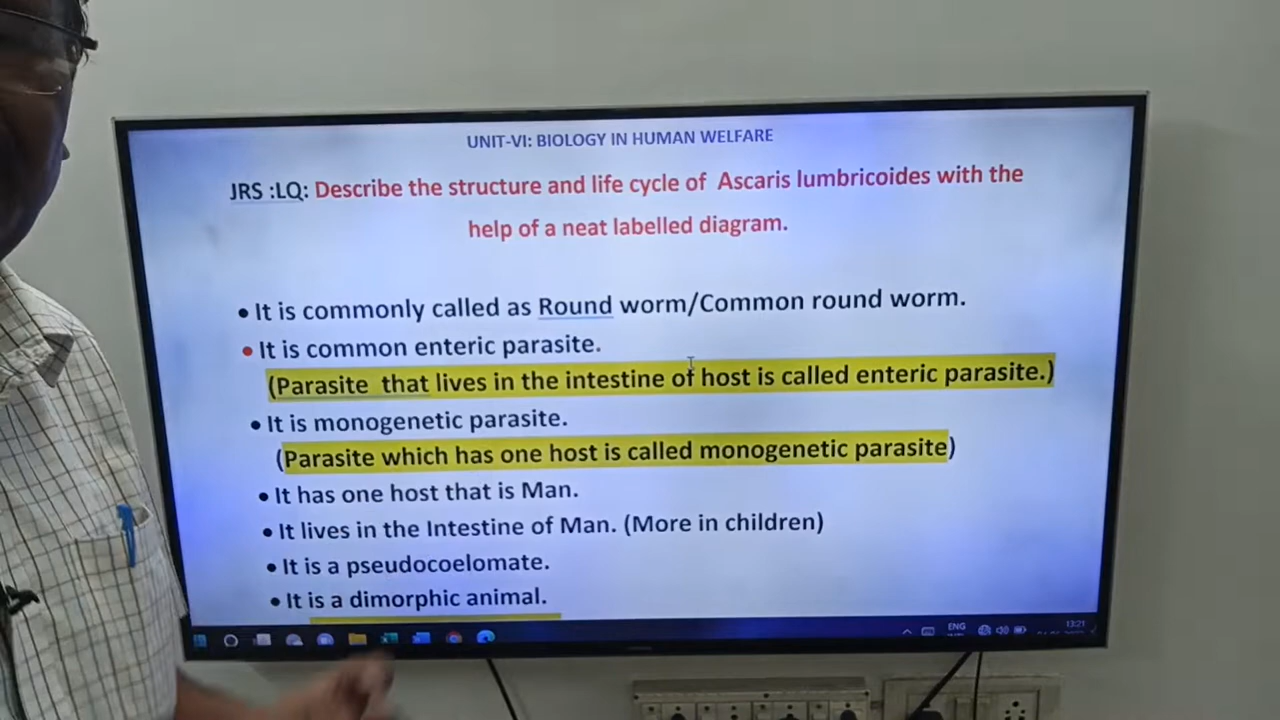 UNIT-VI: BIOLOGY IN HUMAN WELFARE
JRS :LQ: Describe the structure and life cycle of Ascaris lumbricoides with the
help of a neat labelled diagram.
• It is commonly called as Round worm/Common round worm.
• It is common enteric parasite.
(Parasite that lives in the intestine of host is called enteric parasite.)
• It is monogenetic parasite.
(Parasite which has one host is called monogenetic parasite)
• It has one host that is Man.
• It lives in the Intestine of Man. (More in children)
• It is a pseudocoelomate.
• It is a dimorphic animal.
ENG
13:21